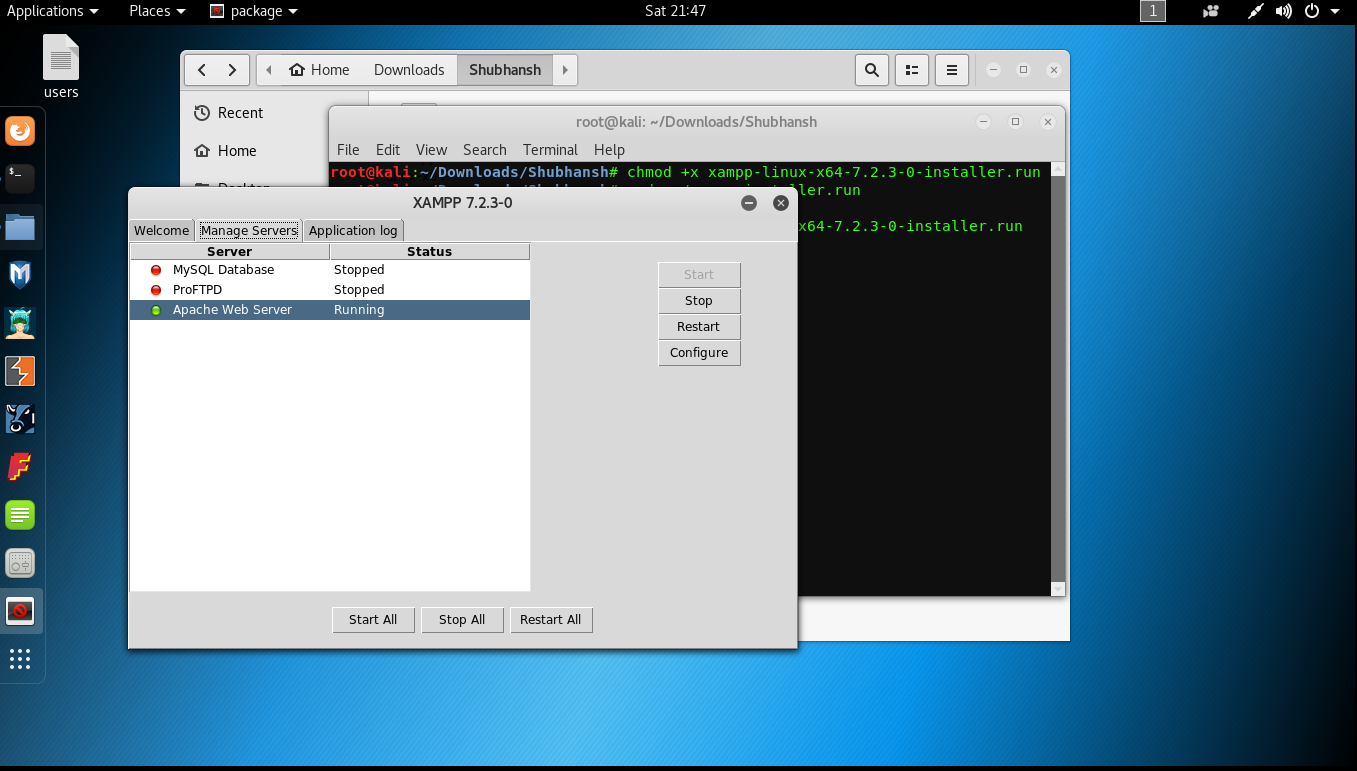 Applications Places package Sat 21:47 1
users
Home Downloads Shubhansh
Recent
Home
root@kali: ~/Downloads/Shubhansh
File Edit View Search Terminal Help
root@kali:~/Downloads/Shubhansh# chmod +x xampp-linux-x64-7.2.3-0-installer.run
ller.run
x64-7.2.3-0-installer.run
XAMPP 7.2.3-0
Welcome Manage Servers Application log
Server Status
MySQL Database Stopped
ProFTPD Stopped
Apache Web Server Running
Start
Stop
Restart
Configure
Start All Stop All Restart All